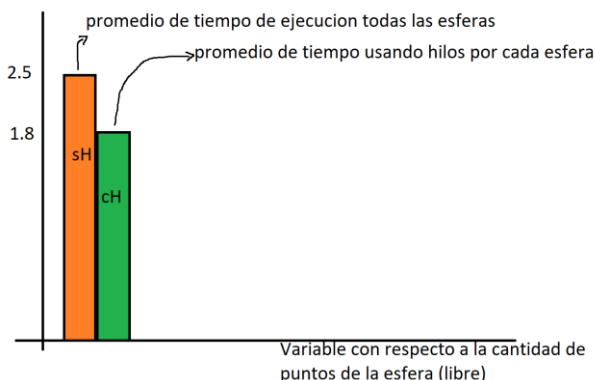 promedio de tiempo de ejecucion todas las esferas
promedio de tiempo usando hilos por cada esfera
2.5
1.8
sH
cH
Variable con respecto a la cantidad de
puntos de la esfera (libre)